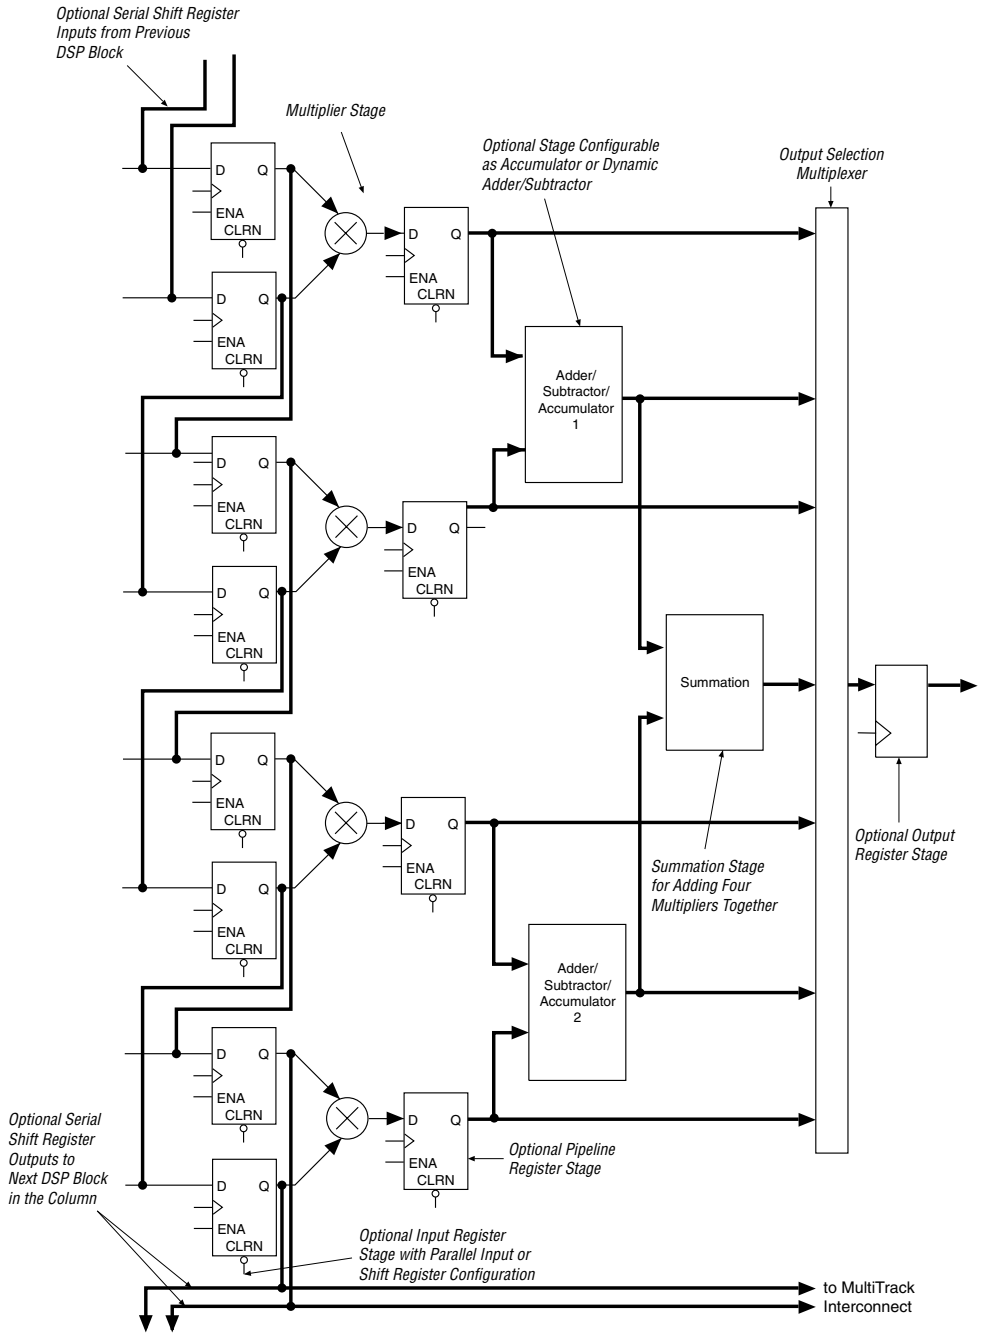 Optional Serial Shift Register
Inputs from Previous
DSP Block
Multiplier Stage
Optional Stage Configurable
as Accumulator or Dynamic
Adder/Subtractor
Output Selection
Multiplexer
D Q
ENA
CLRN
D Q
ENA
CLRN
D Q
ENA
CLRN
Adder/
Subtractor/
Accumulator
1
D Q
ENA
CLRN
D Q
ENA
CLRN
D Q
ENA
CLRN
Summation
D Q
ENA
CLRN
D Q
ENA
CLRN
D Q
ENA
CLRN
Summation Stage
for Adding Four
Multipliers Together
Optional Output
Register Stage
Adder/
Subtractor/
Accumulator
2
D Q
ENA
CLRN
D Q
ENA
CLRN
D Q
ENA
CLRN
Optional Serial
Shift Register
Outputs to
Next DSP Block
in the Column
Optional Pipeline
Register Stage
Optional Input Register
Stage with Parallel Input or
Shift Register Configuration
to MultiTrack
Interconnect